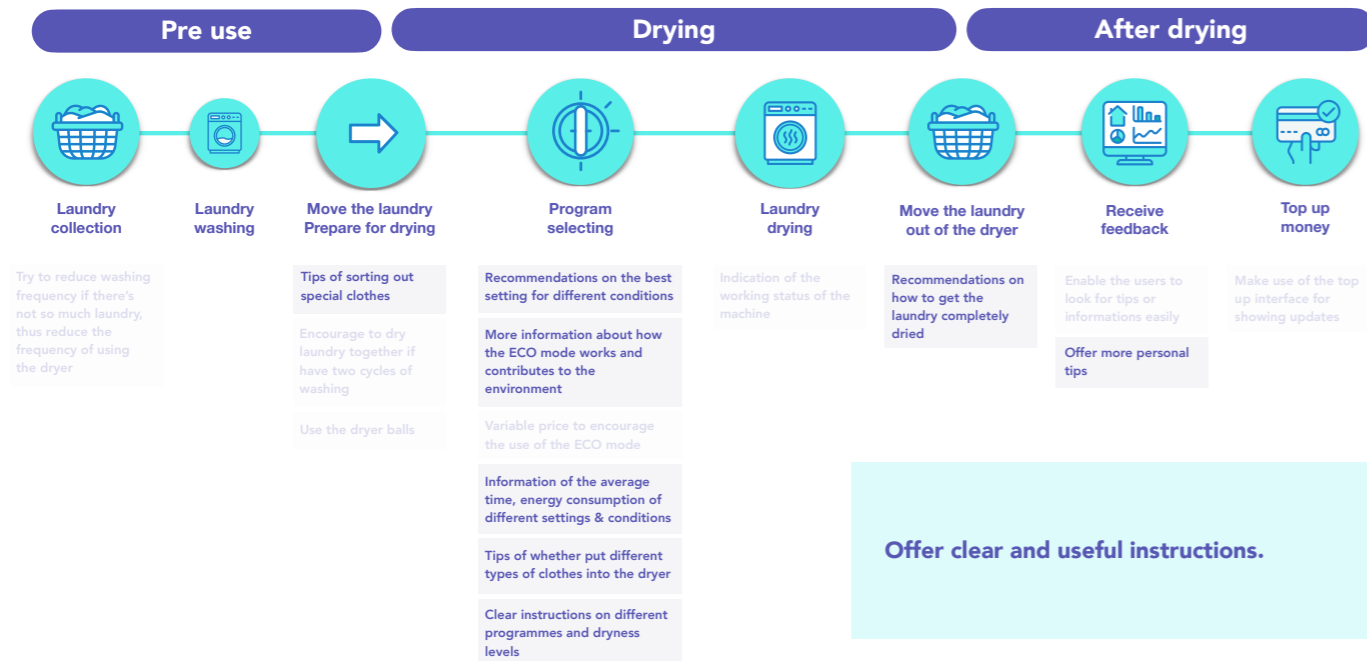 Pre use
Drying
After drying
Laundry
collection
Laundry
washing
Move the laundry
Prepare for drying
Program
selecting
Laundry
drying
Move the laundry
out of the dryer
Receive
feedback
Top up
money
Try to reduce washing
frequency if there's
not so much laundry,
thus reduce the
frequency of using
the dryer
Tips of sorting out
special clothes
Encourage to dry
laundry together if
have two cycles of
washing
Use the dryer balls
Recommendations on the best
setting for different conditions
More information about how
the ECO mode works and
contributes to the
environment
Variable price to encourage
the use of the ECO mode
Information of the average
time, energy consumption of
different settings & conditions
Tips of whether put different
types of clothes into the dryer
Clear instructions on different
programmes and dryness
levels
Indication of the
working status of the
machine
Recommendations on
how to get the
laundry completely
dried
Enable the users to
look for tips or
informations easily
Offer more personal
tips
Make use of the top
up interface for
showing updates
Offer clear and useful instructions.